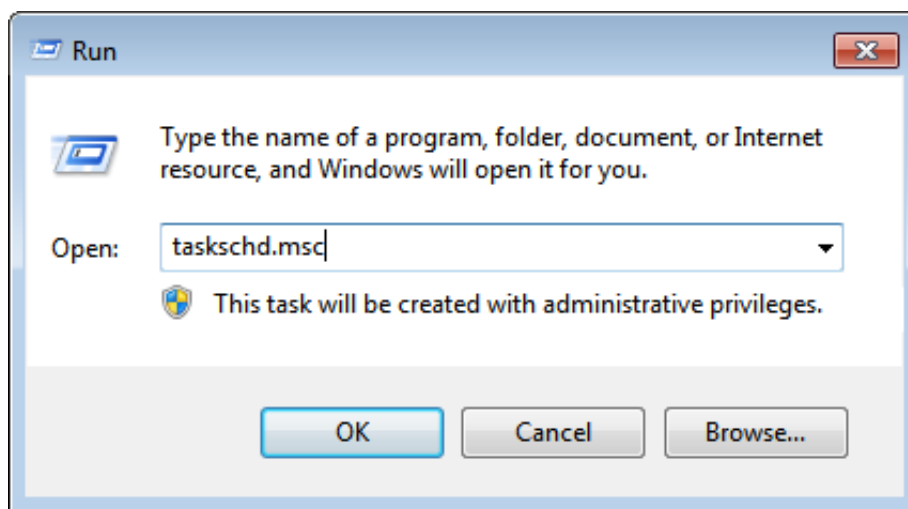 Run
Type the name of a program, folder, document, or Internet
resource, and Windows will open it for you.
Open: taskschd.msc
This task will be created with administrative privileges.
OK Cancel Browse...